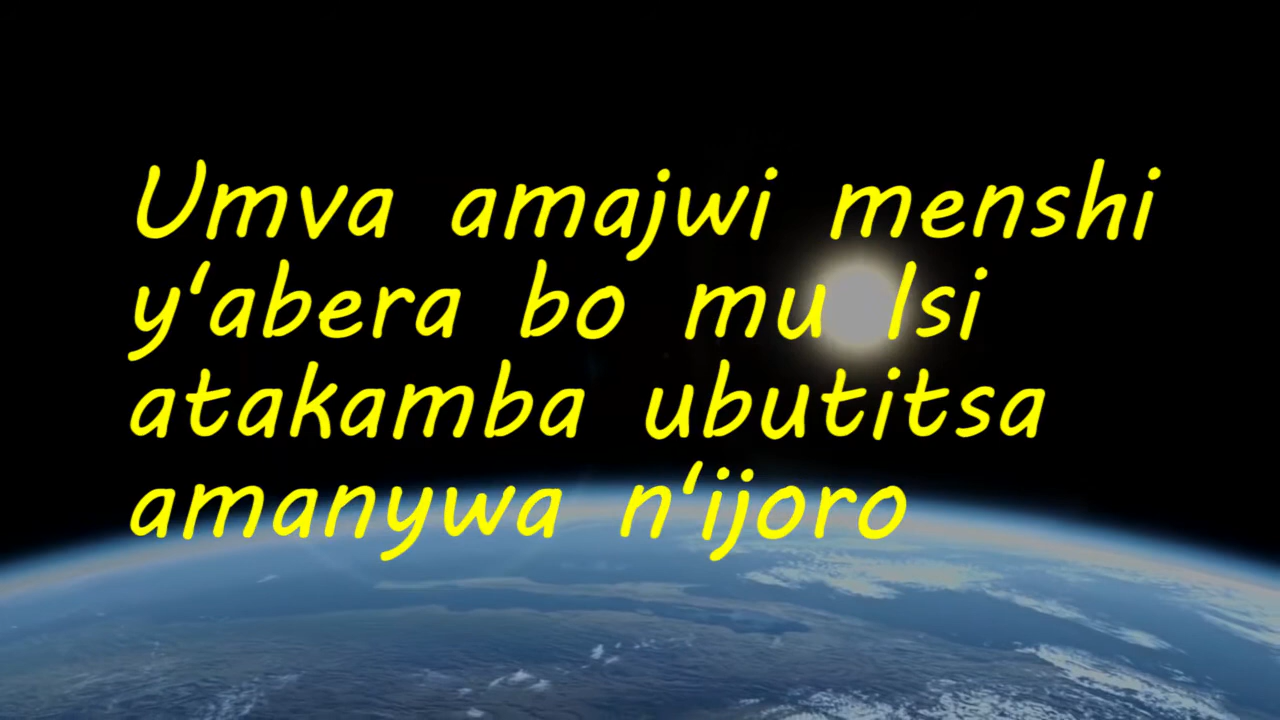 Umva amajwi menshi
y'abera bo mu Isi
atakamba ubutitsa
amanywa n'ijoro